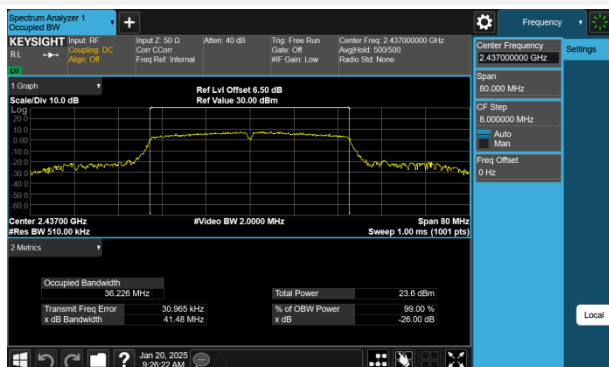 Spectrum Analyzer 1
Occupied BW
+
Frequency
KEYSIGHT
RL
LNI
Input: RF
Coupling: DC
Align: Off
Input Z: 50 Ω
Corr CCorr
Freq Ref: Internal
Atten: 40 dB
Trig: Free Run
Gate: Off
#IF Gain: Low
Center Freq: 2.437000000 GHz
Avg|Hold: 500/500
Radio Std: None
Center Frequency
2.437000000 GHz
Settings
Span
80.000 MHz
CF Step
8.000000 MHz
Auto
Man
Freq Offset
0 Hz
Local
1 Graph
Scale/Div 10.0 dB
Ref Lvl Offset 6.50 dB
Ref Value 30.00 dBm
Log
20.0
10.0
0.00
-10.0
-20.0
-30.0
-40.0
-50.0
-60.0
Center 2.43700 GHz
#Res BW 510.00 kHz
#Video BW 2.0000 MHz
Span 80 MHz
Sweep 1.00 ms (1001 pts)
2 Metrics
Occupied Bandwidth
36.226 MHz
Total Power 23.6 dBm
Transmit Freq Error 30.965 kHz
% of OBW Power 99.00 %
x dB Bandwidth 41.48 MHz
x dB -26.00 dB
?
Jan 20, 2025
9:26:22 AM